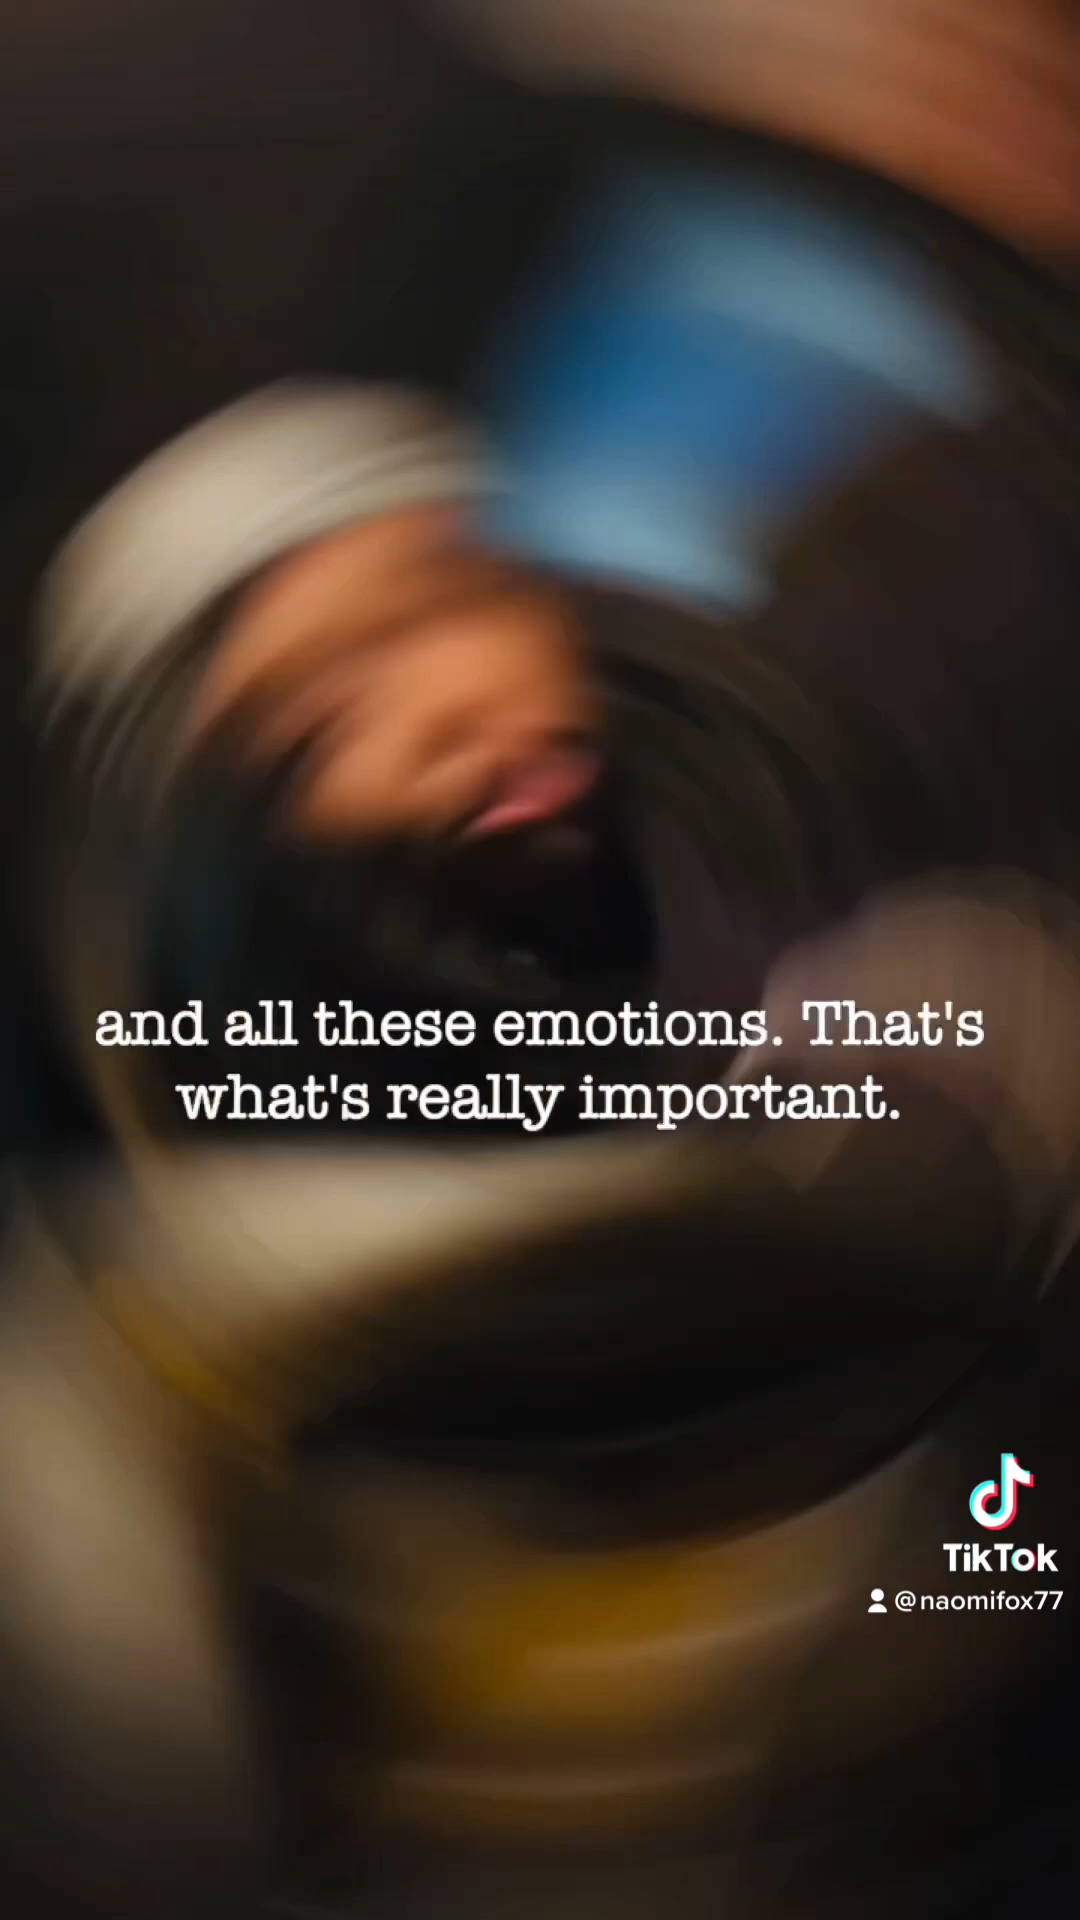 and all these emotions. That's
what's really important.
TikTok
@naomifox77